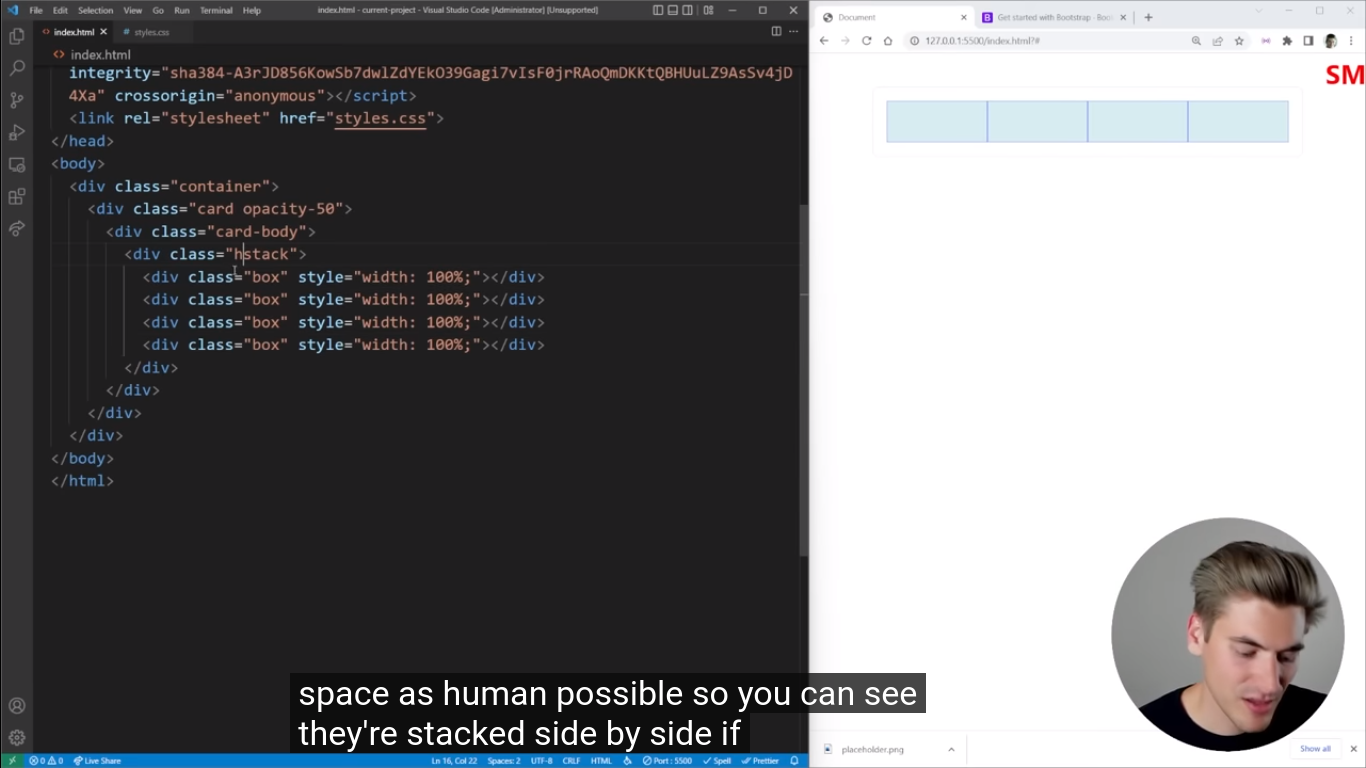 File Edit Selection View Go Run Terminal Help
index.html - current-project - Visual Studio Code [Administrator] [Unsupported]
index.html
styles.css
index.html
integrity="sha384-A3rJD856KowSb7dwlZdYEkO39Gagi7vIsF0jrRAoQmDKKtQBHUuLZ9AsSv4jD
4Xa" crossorigin="anonymous"></script>
<link rel="stylesheet" href="styles.css">
</head>
<body>
<div class="container">
<div class="card opacity-50">
<div class="card-body">
<div class="hstack">
<div class="box" style="width: 100%;"></div>
<div class="box" style="width: 100%;"></div>
<div class="box" style="width: 100%;"></div>
<div class="box" style="width: 100%;"></div>
</div>
</div>
</div>
</div>
</body>
</html>
0 0 Live Share
Ln 16, Col 22 Spaces: 2 UTF-8 CRLF HTML Port : 5500 Spell Prettier
Document
Get started with Bootstrap · Boo
127.0.0.1:5500/index.html?#
SM
placeholder.png
Show all
space as human possible so you can see
they're stacked side by side if